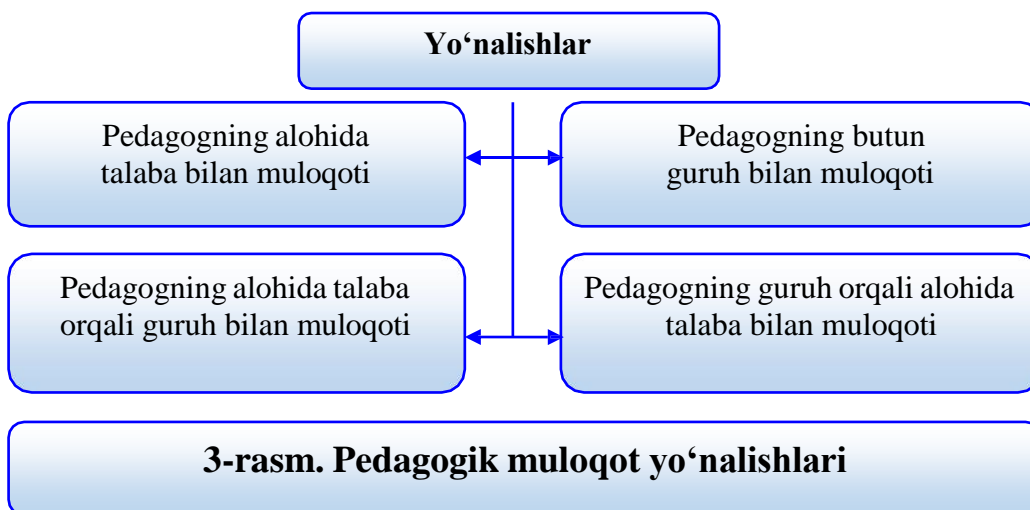 Yo‘nalishlar
Pedagogning alohida
talaba bilan muloqoti
Pedagogning butun
guruh bilan muloqoti
Pedagogning alohida talaba
orqali guruh bilan muloqoti
Pedagogning guruh orqali alohida
talaba bilan muloqoti
3-rasm. Pedagogik muloqot yo‘nalishlari